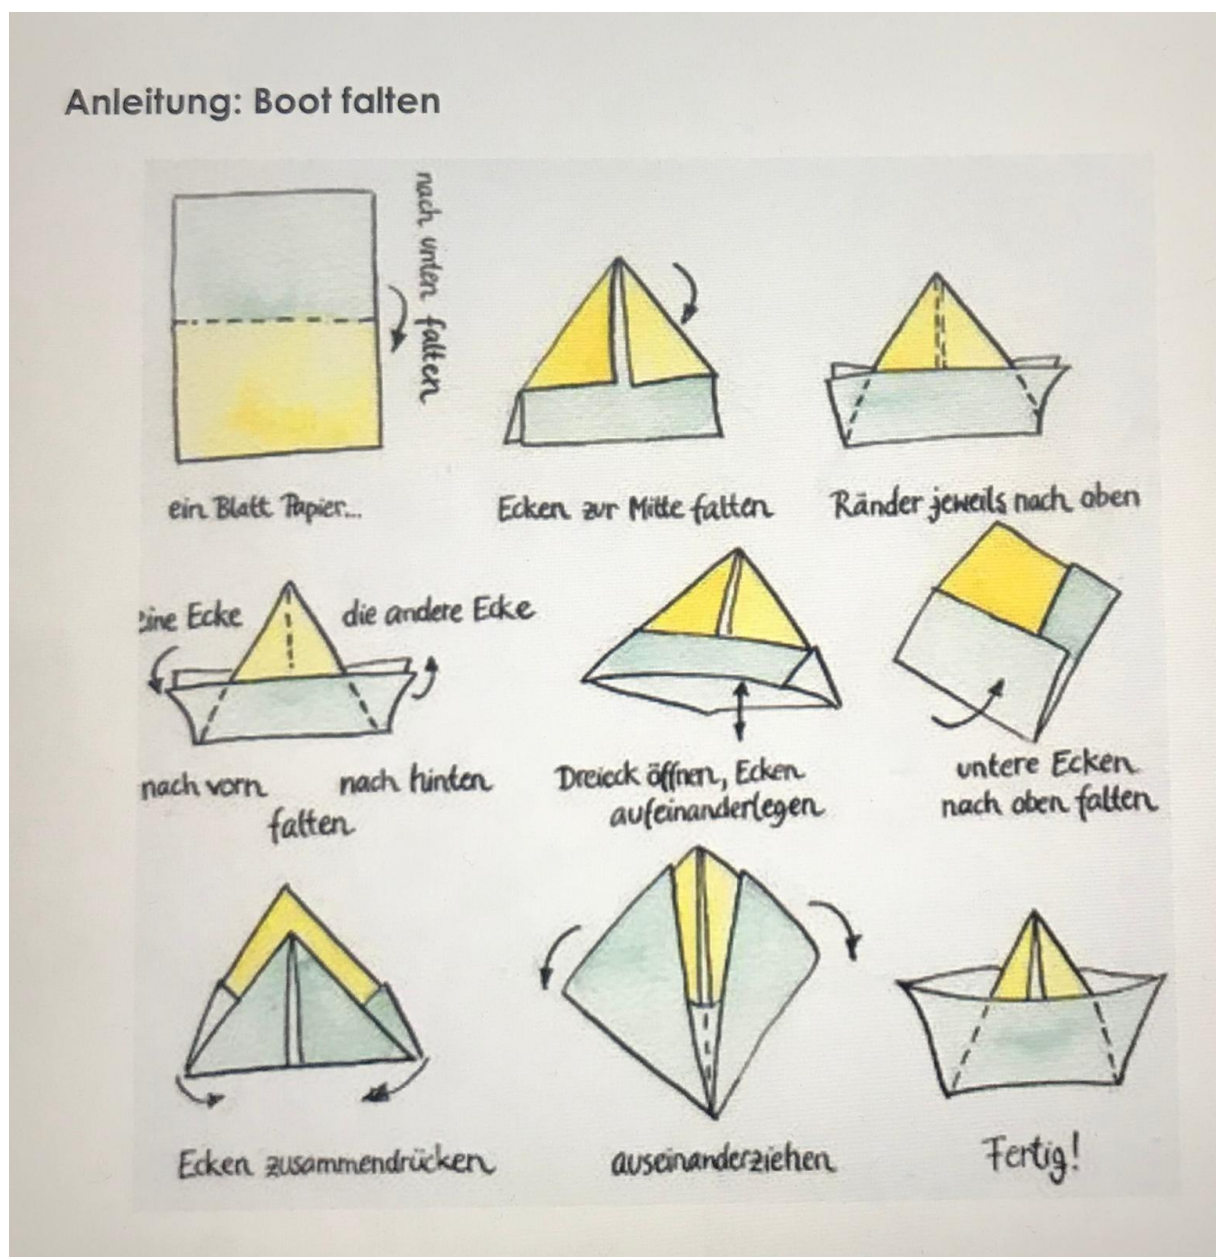 Anleitung: Boot falten
nach unten falten
ein Blatt Papier...
Ecken zur Mitte falten
Ränder jeweils nach oben
eine Ecke
die andere Ecke
nach vorn
nach hinten
falten
Dreieck öffnen, Ecken
aufeinanderlegen
untere Ecken
nach oben falten
Ecken zusammendrücken
auseinanderziehen
Fertig!